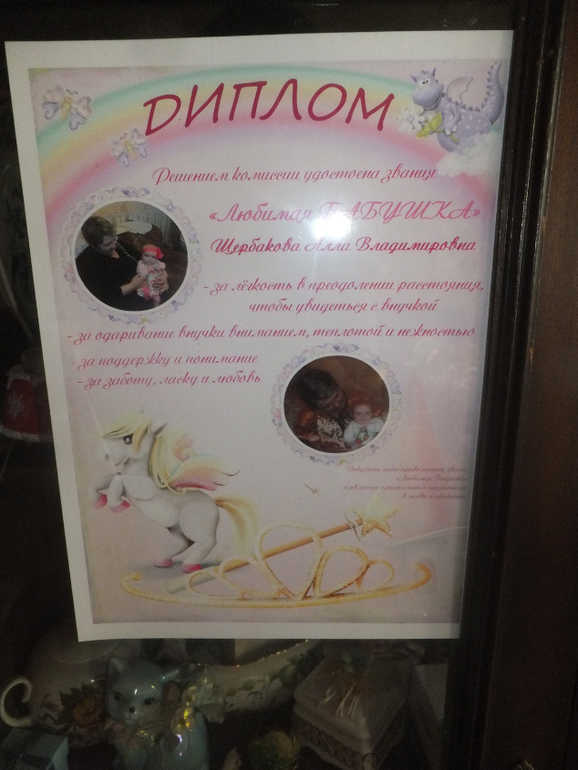 ДИПЛОМ
Решением комиссии удостоена звания
«Любимая БАБУШКА»
Щербакова Алла Владимировна
- за лёгкость в преодолении расстояния,
чтобы увидеться с внучкой
- за одаривание внучки вниманием, теплотой и нежностью
- за поддержку и понимание
- за заботу, ласку и любовь